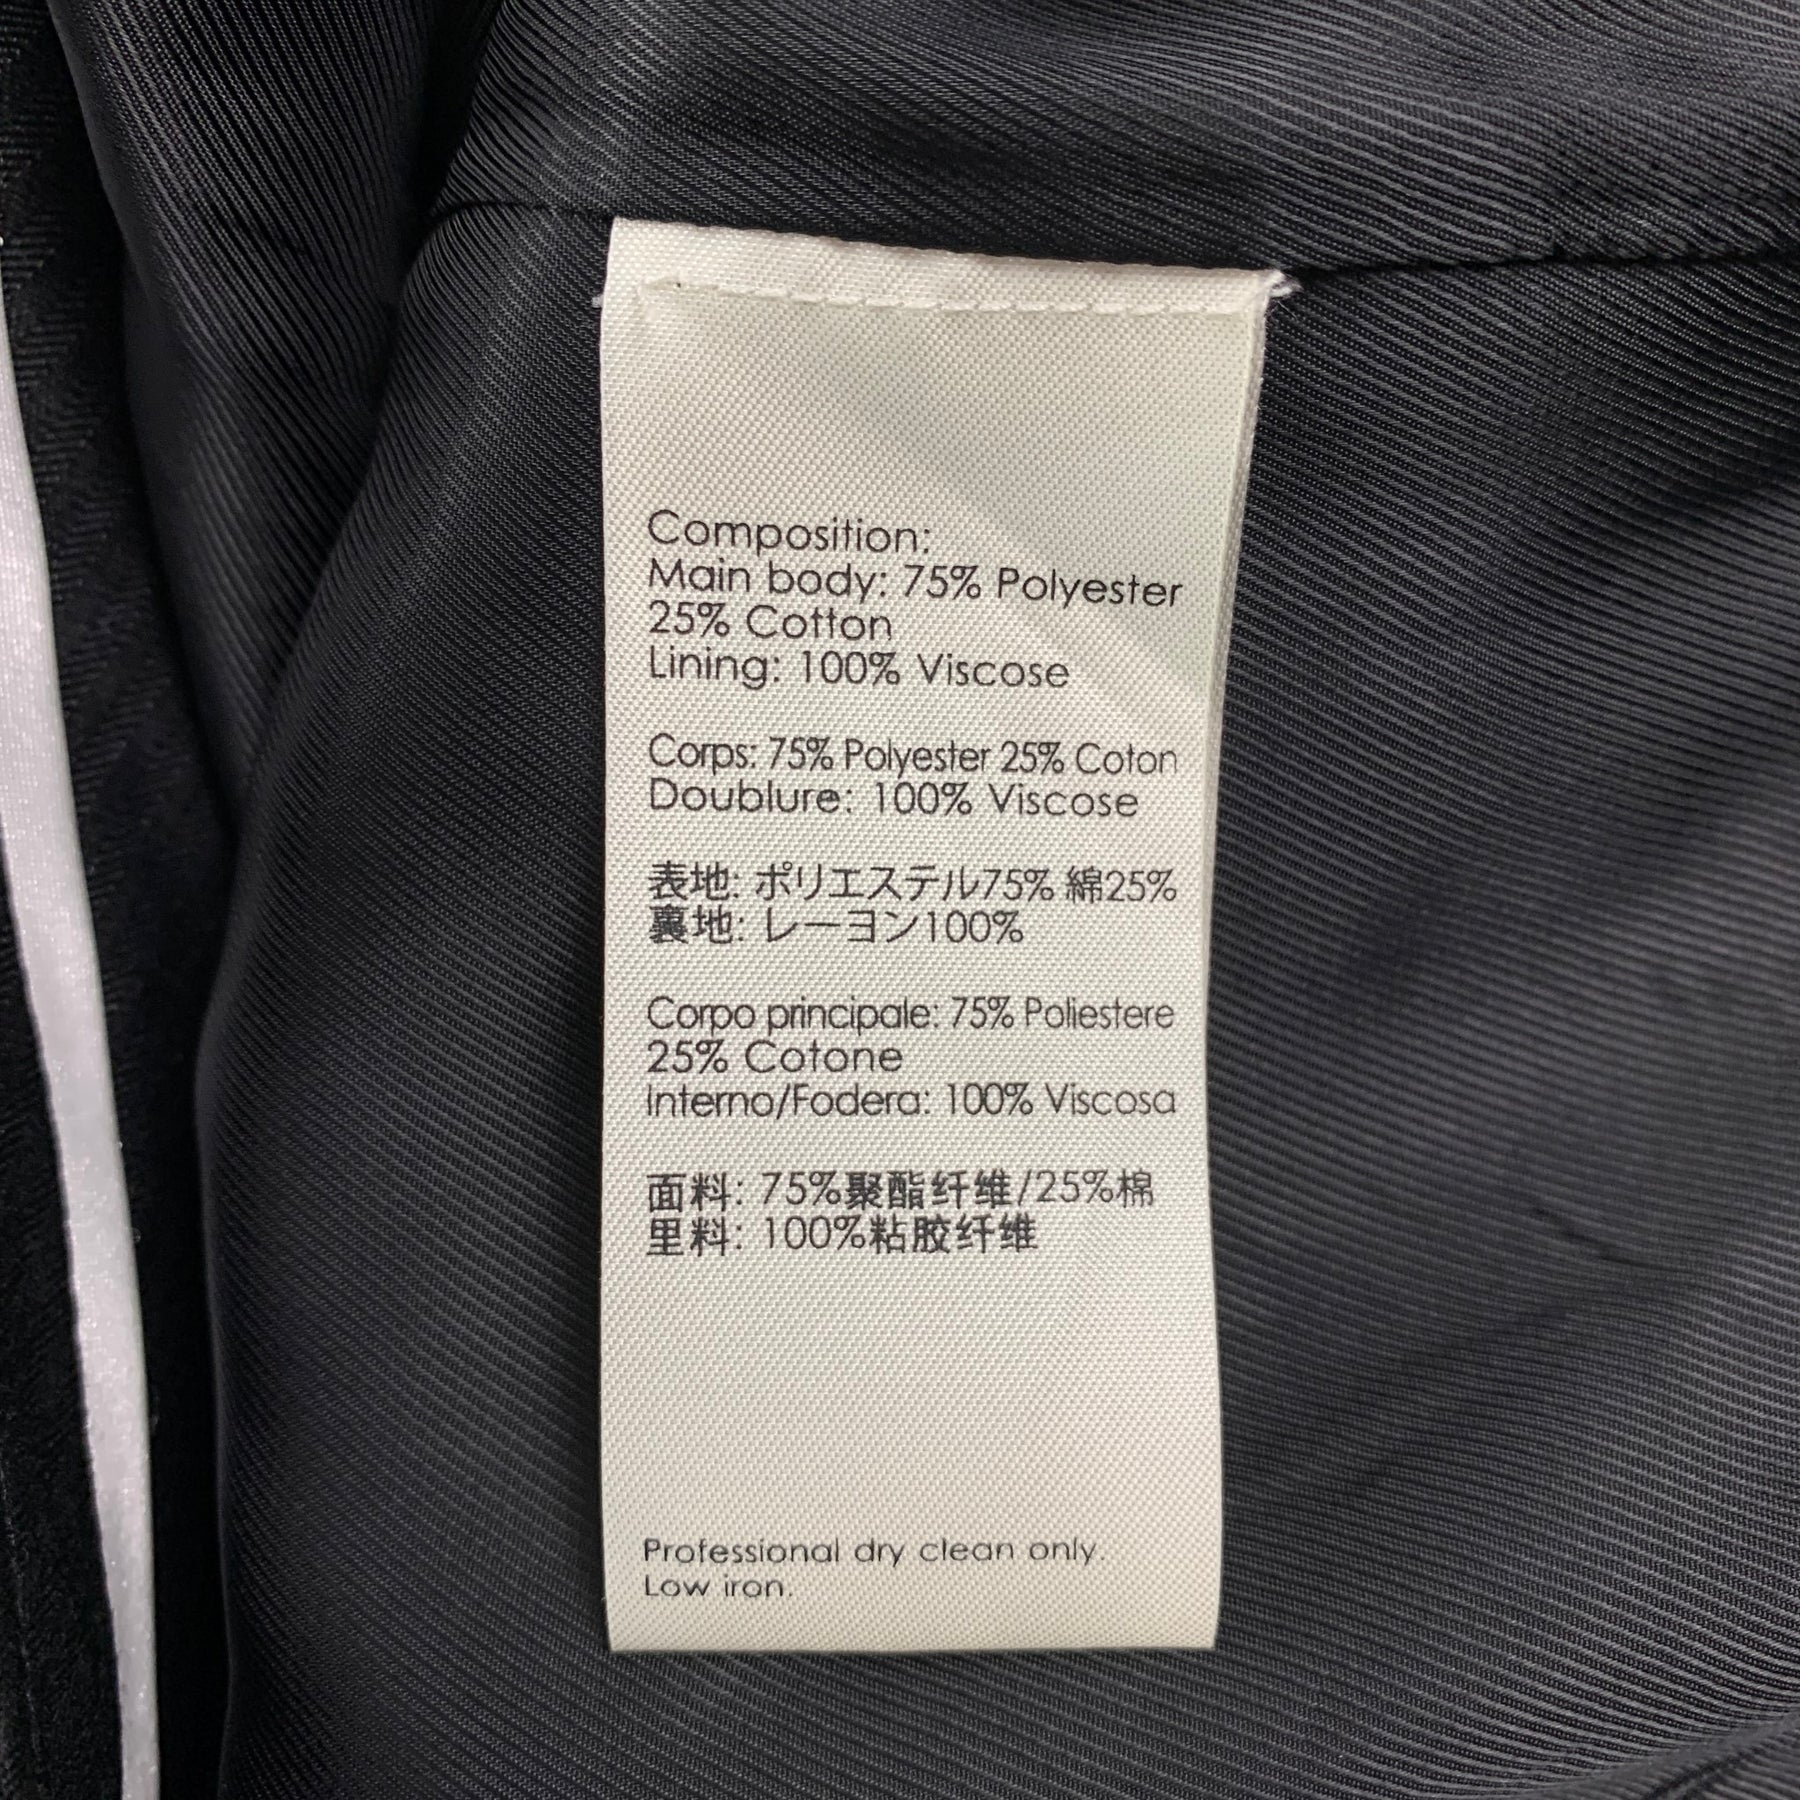 Composition:
Main body: 75% Polyester
25% Cotton
Lining: 100% Viscose
Corps: 75% Polyester 25% Coton
Doublure: 100% Viscose
表地: ポリエステル75% 綿25%
裏地: レーヨン100%
Corpo principale: 75% Poliestere
25% Cotone
Interno/Fodera: 100% Viscosa
面料: 75%聚酯纤维/25%棉
里料: 100%粘胶纤维
Professional dry clean only.
Low iron.